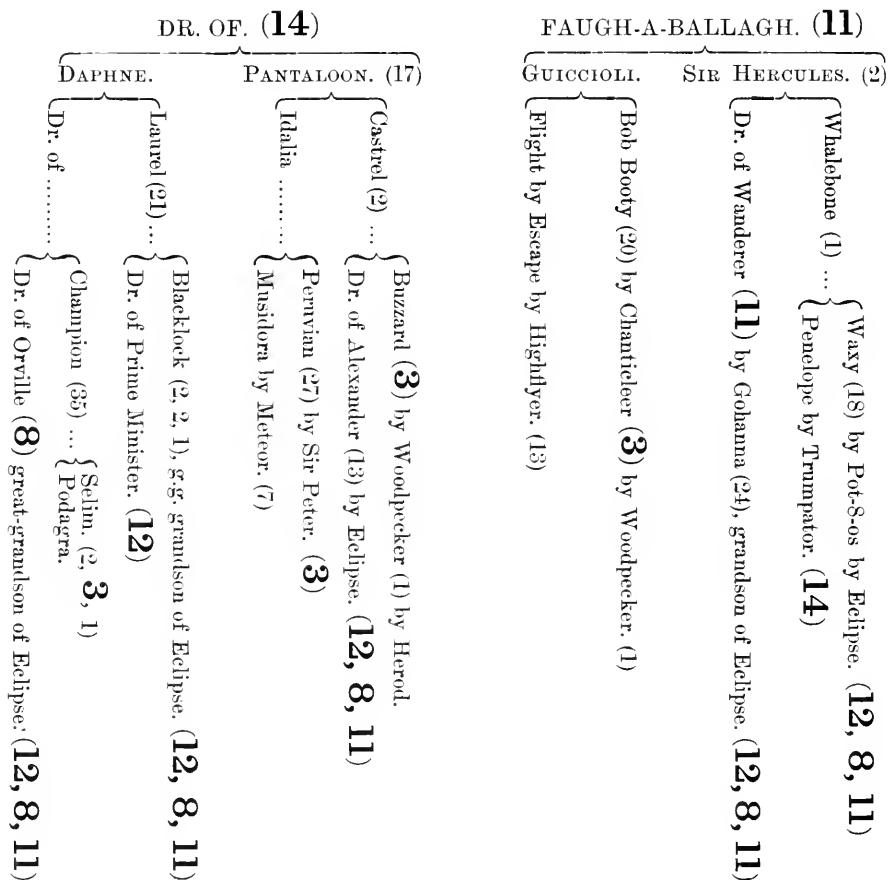 DR. OF. (14)
FAUGH-A-BALLAGH. (11)
DAPHNE.
PANTALOON. (17)
GUICCIOLI.
SIR HERCULES. (2)
Whalebone (1) ...
Waxy (18) by Pot-8-os by Eclipse. (12, 8, 11)
Penelope by Trumpator. (14)
Dr. of Wanderer (11) by Gohanna (24), grandson of Eclipse. (12, 8, 11)
Bob Booty (20) by Chanticleer (3) by Woodpecker. (1)
Flight by Escape by Highflyer. (13)
Castrel (2) ...
Buzzard (3) by Woodpecker (1) by Herod.
Dr. of Alexander (13) by Eclipse. (12, 8, 11)
Idalia ........
Peruvian (27) by Sir Peter. (3)
Musidora by Meteor. (7)
Laurel (21) ...
Blacklock (2, 2, 1), g.g. grandson of Eclipse. (12, 8, 11)
Dr. of Prime Minister. (12)
Dr. of ..........
Champion (35) ...
Selim. (2, 3, 1)
Podagra.
Dr. of Orville (8) great-grandson of Eclipse. (12, 8, 11)